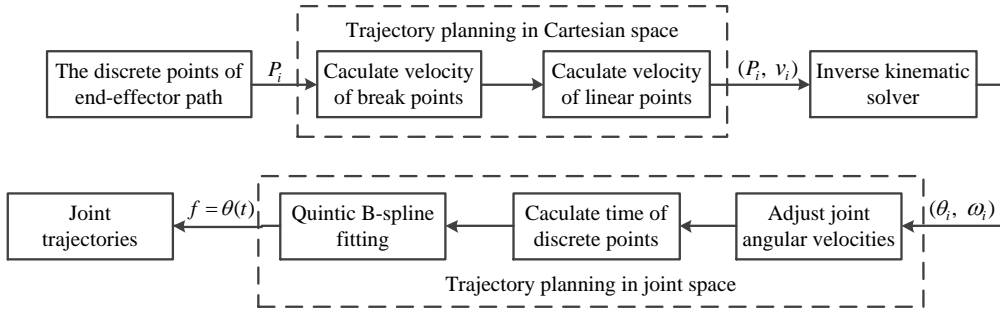 Trajectory planning in Cartesian space
The discrete points of
end-effector path
P_i
Caculate velocity
of break points
Caculate velocity
of linear points
(P_i, v_i)
Inverse kinematic
solver
Joint
trajectories
f = θ(t)
Quintic B-spline
fitting
Caculate time of
discrete points
Adjust joint
angular velocities
(θ_i, ω_i)
Trajectory planning in joint space